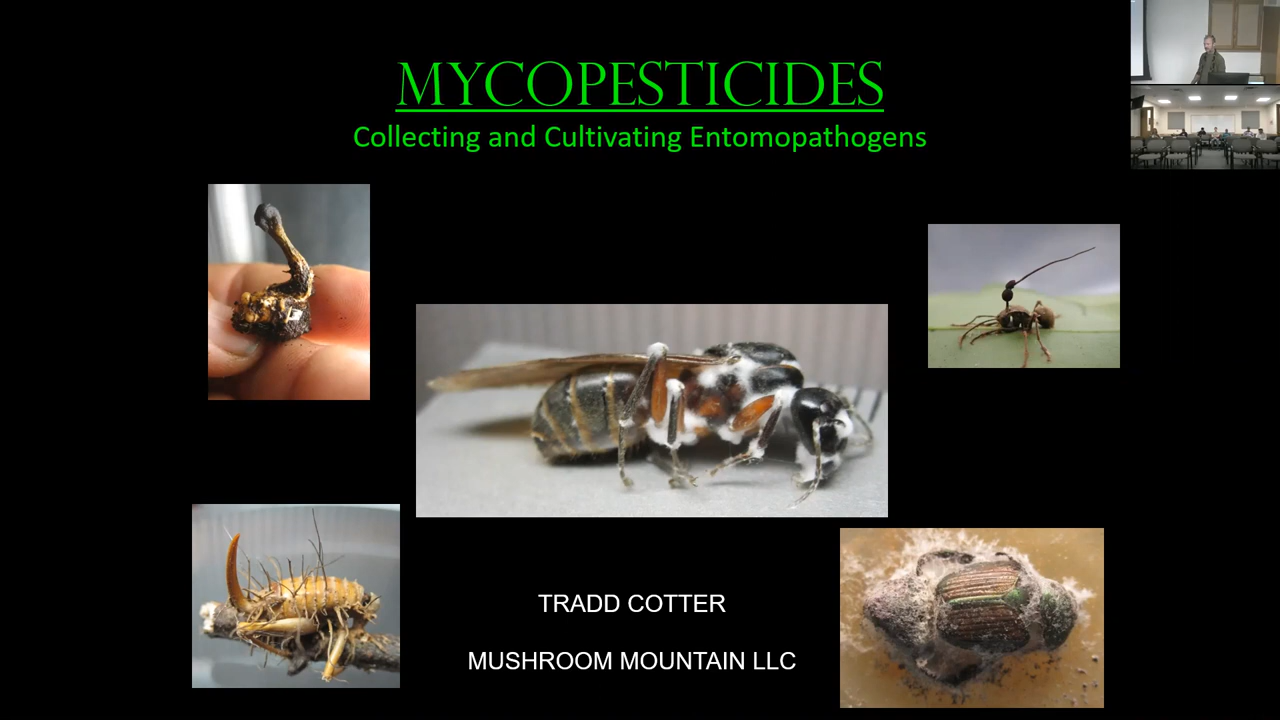 MYCOPESTICIDES
Collecting and Cultivating Entomopathogens
TRADD COTTER
MUSHROOM MOUNTAIN LLC